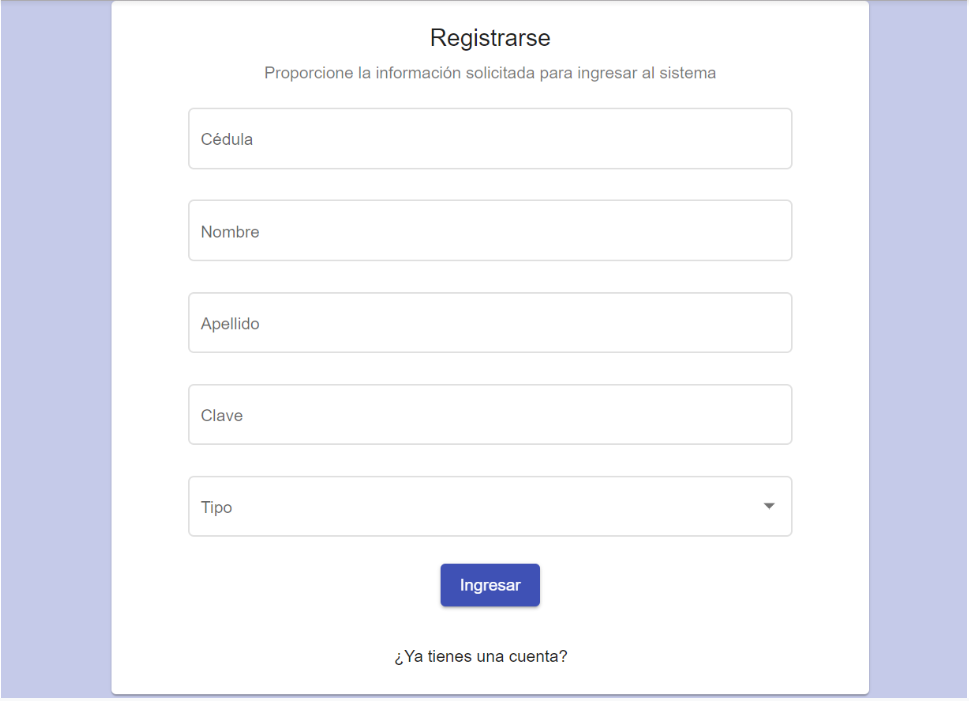 Registrarse
Proporcione la información solicitada para ingresar al sistema
Cédula
Nombre
Apellido
Clave
Tipo
Ingresar
¿Ya tienes una cuenta?